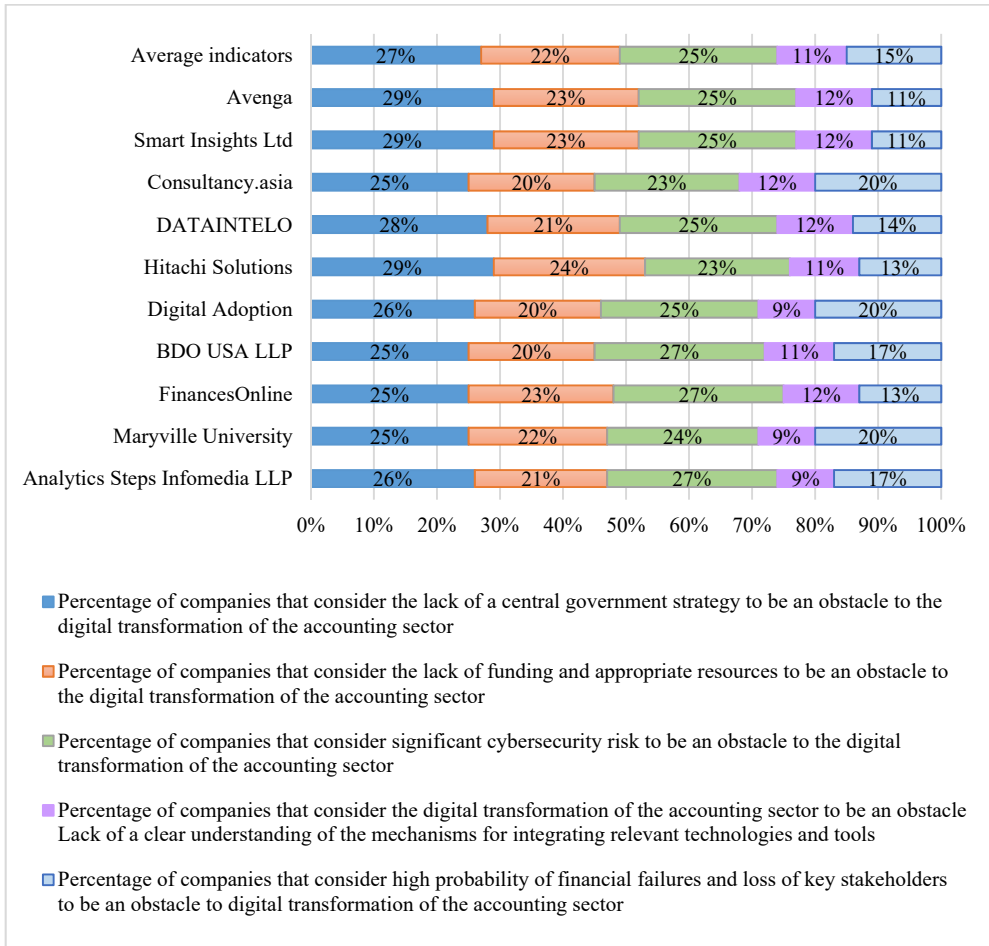 Average indicators 27% 22% 25% 11% 15%
Avenga 29% 23% 25% 12% 11%
Smart Insights Ltd 29% 23% 25% 12% 11%
Consultancy.asia 25% 20% 23% 12% 20%
DATAINTELO 28% 21% 25% 12% 14%
Hitachi Solutions 29% 24% 23% 11% 13%
Digital Adoption 26% 20% 25% 9% 20%
BDO USA LLP 25% 20% 27% 11% 17%
FinancesOnline 25% 23% 27% 12% 13%
Maryville University 25% 22% 24% 9% 20%
Analytics Steps Infomedia LLP 26% 21% 27% 9% 17%
0% 10% 20% 30% 40% 50% 60% 70% 80% 90% 100%
Percentage of companies that consider the lack of a central government strategy to be an obstacle to the
digital transformation of the accounting sector
Percentage of companies that consider the lack of funding and appropriate resources to be an obstacle to
the digital transformation of the accounting sector
Percentage of companies that consider significant cybersecurity risk to be an obstacle to the digital
transformation of the accounting sector
Percentage of companies that consider the digital transformation of the accounting sector to be an obstacle
Lack of a clear understanding of the mechanisms for integrating relevant technologies and tools
Percentage of companies that consider high probability of financial failures and loss of key stakeholders
to be an obstacle to digital transformation of the accounting sector